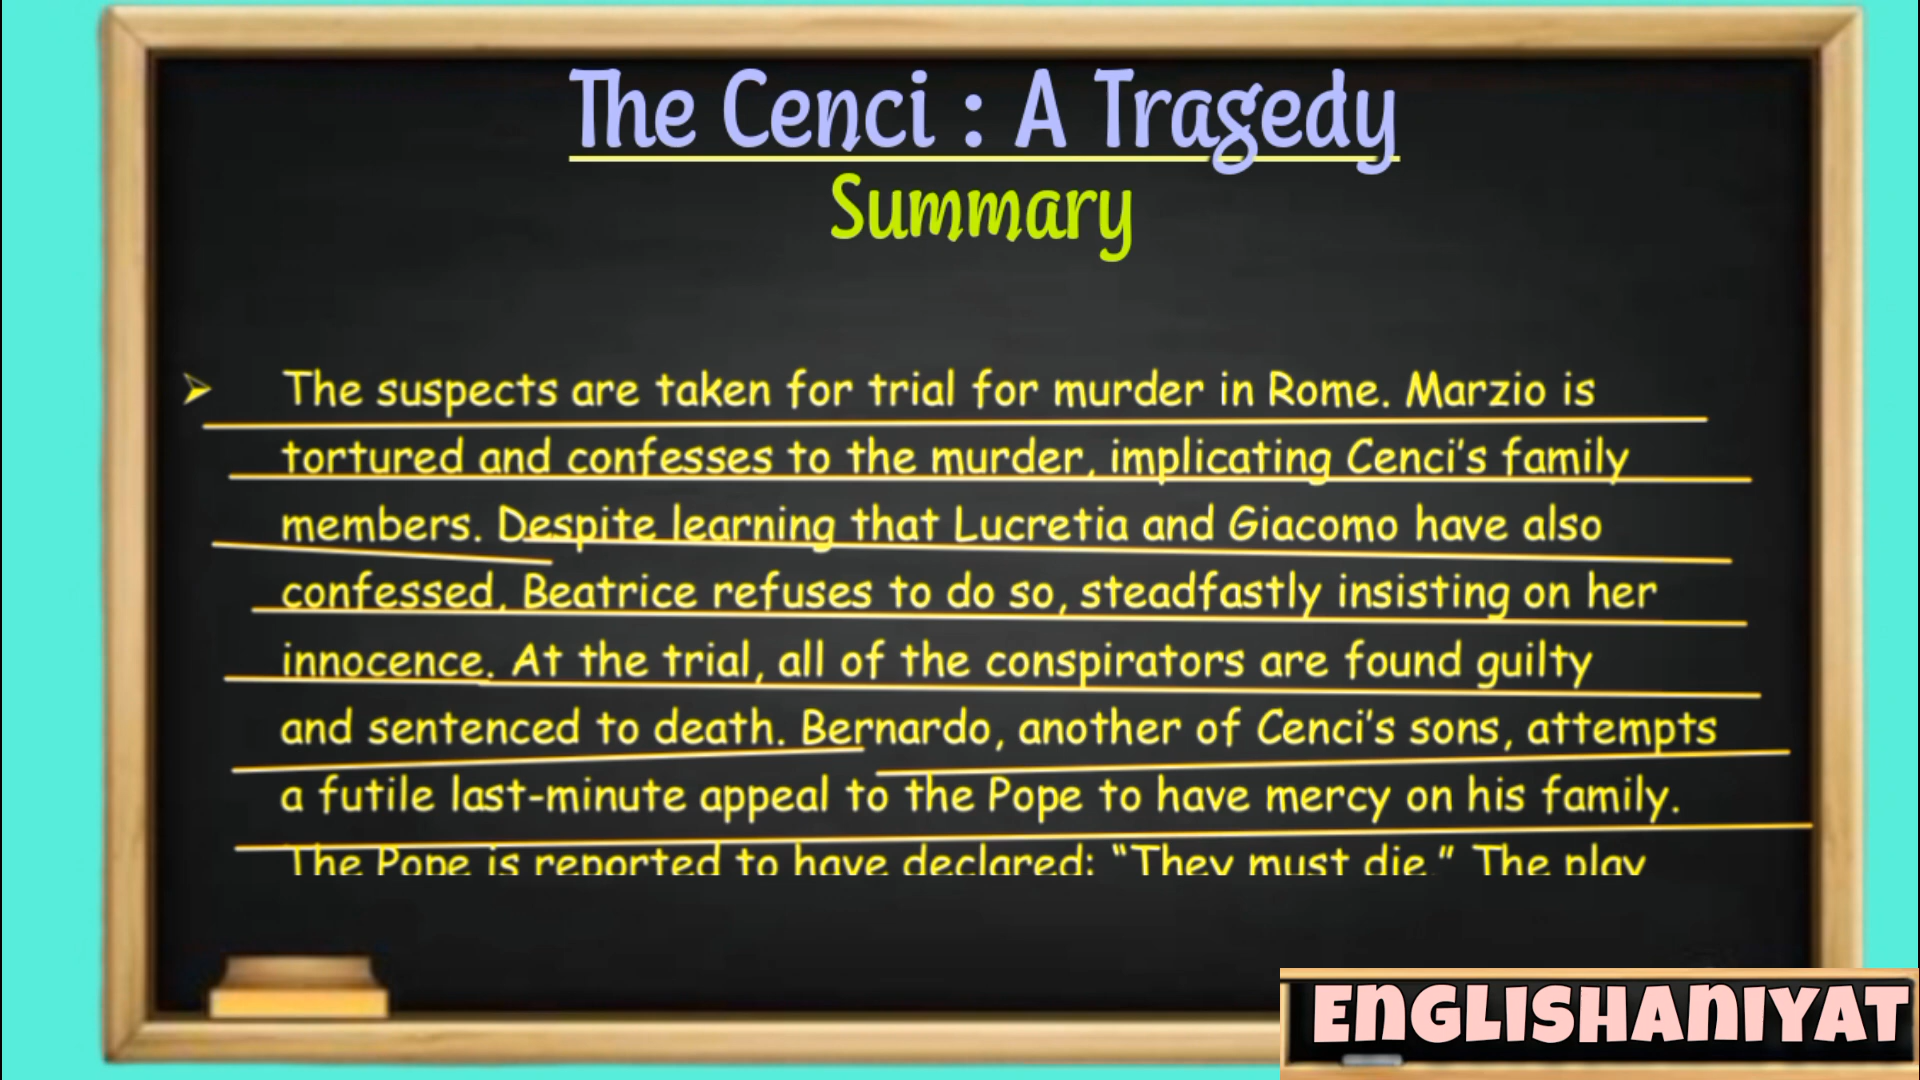 The Cenci : A Tragedy
Summary
➢ The suspects are taken for trial for murder in Rome. Marzio is
tortured and confesses to the murder, implicating Cenci's family
members. Despite learning that Lucretia and Giacomo have also
confessed, Beatrice refuses to do so, steadfastly insisting on her
innocence. At the trial, all of the conspirators are found guilty
and sentenced to death. Bernardo, another of Cenci's sons, attempts
a futile last-minute appeal to the Pope to have mercy on his family.
The Pope is reported to have declared: “They must die.” The play
ENGLISHANIYAT